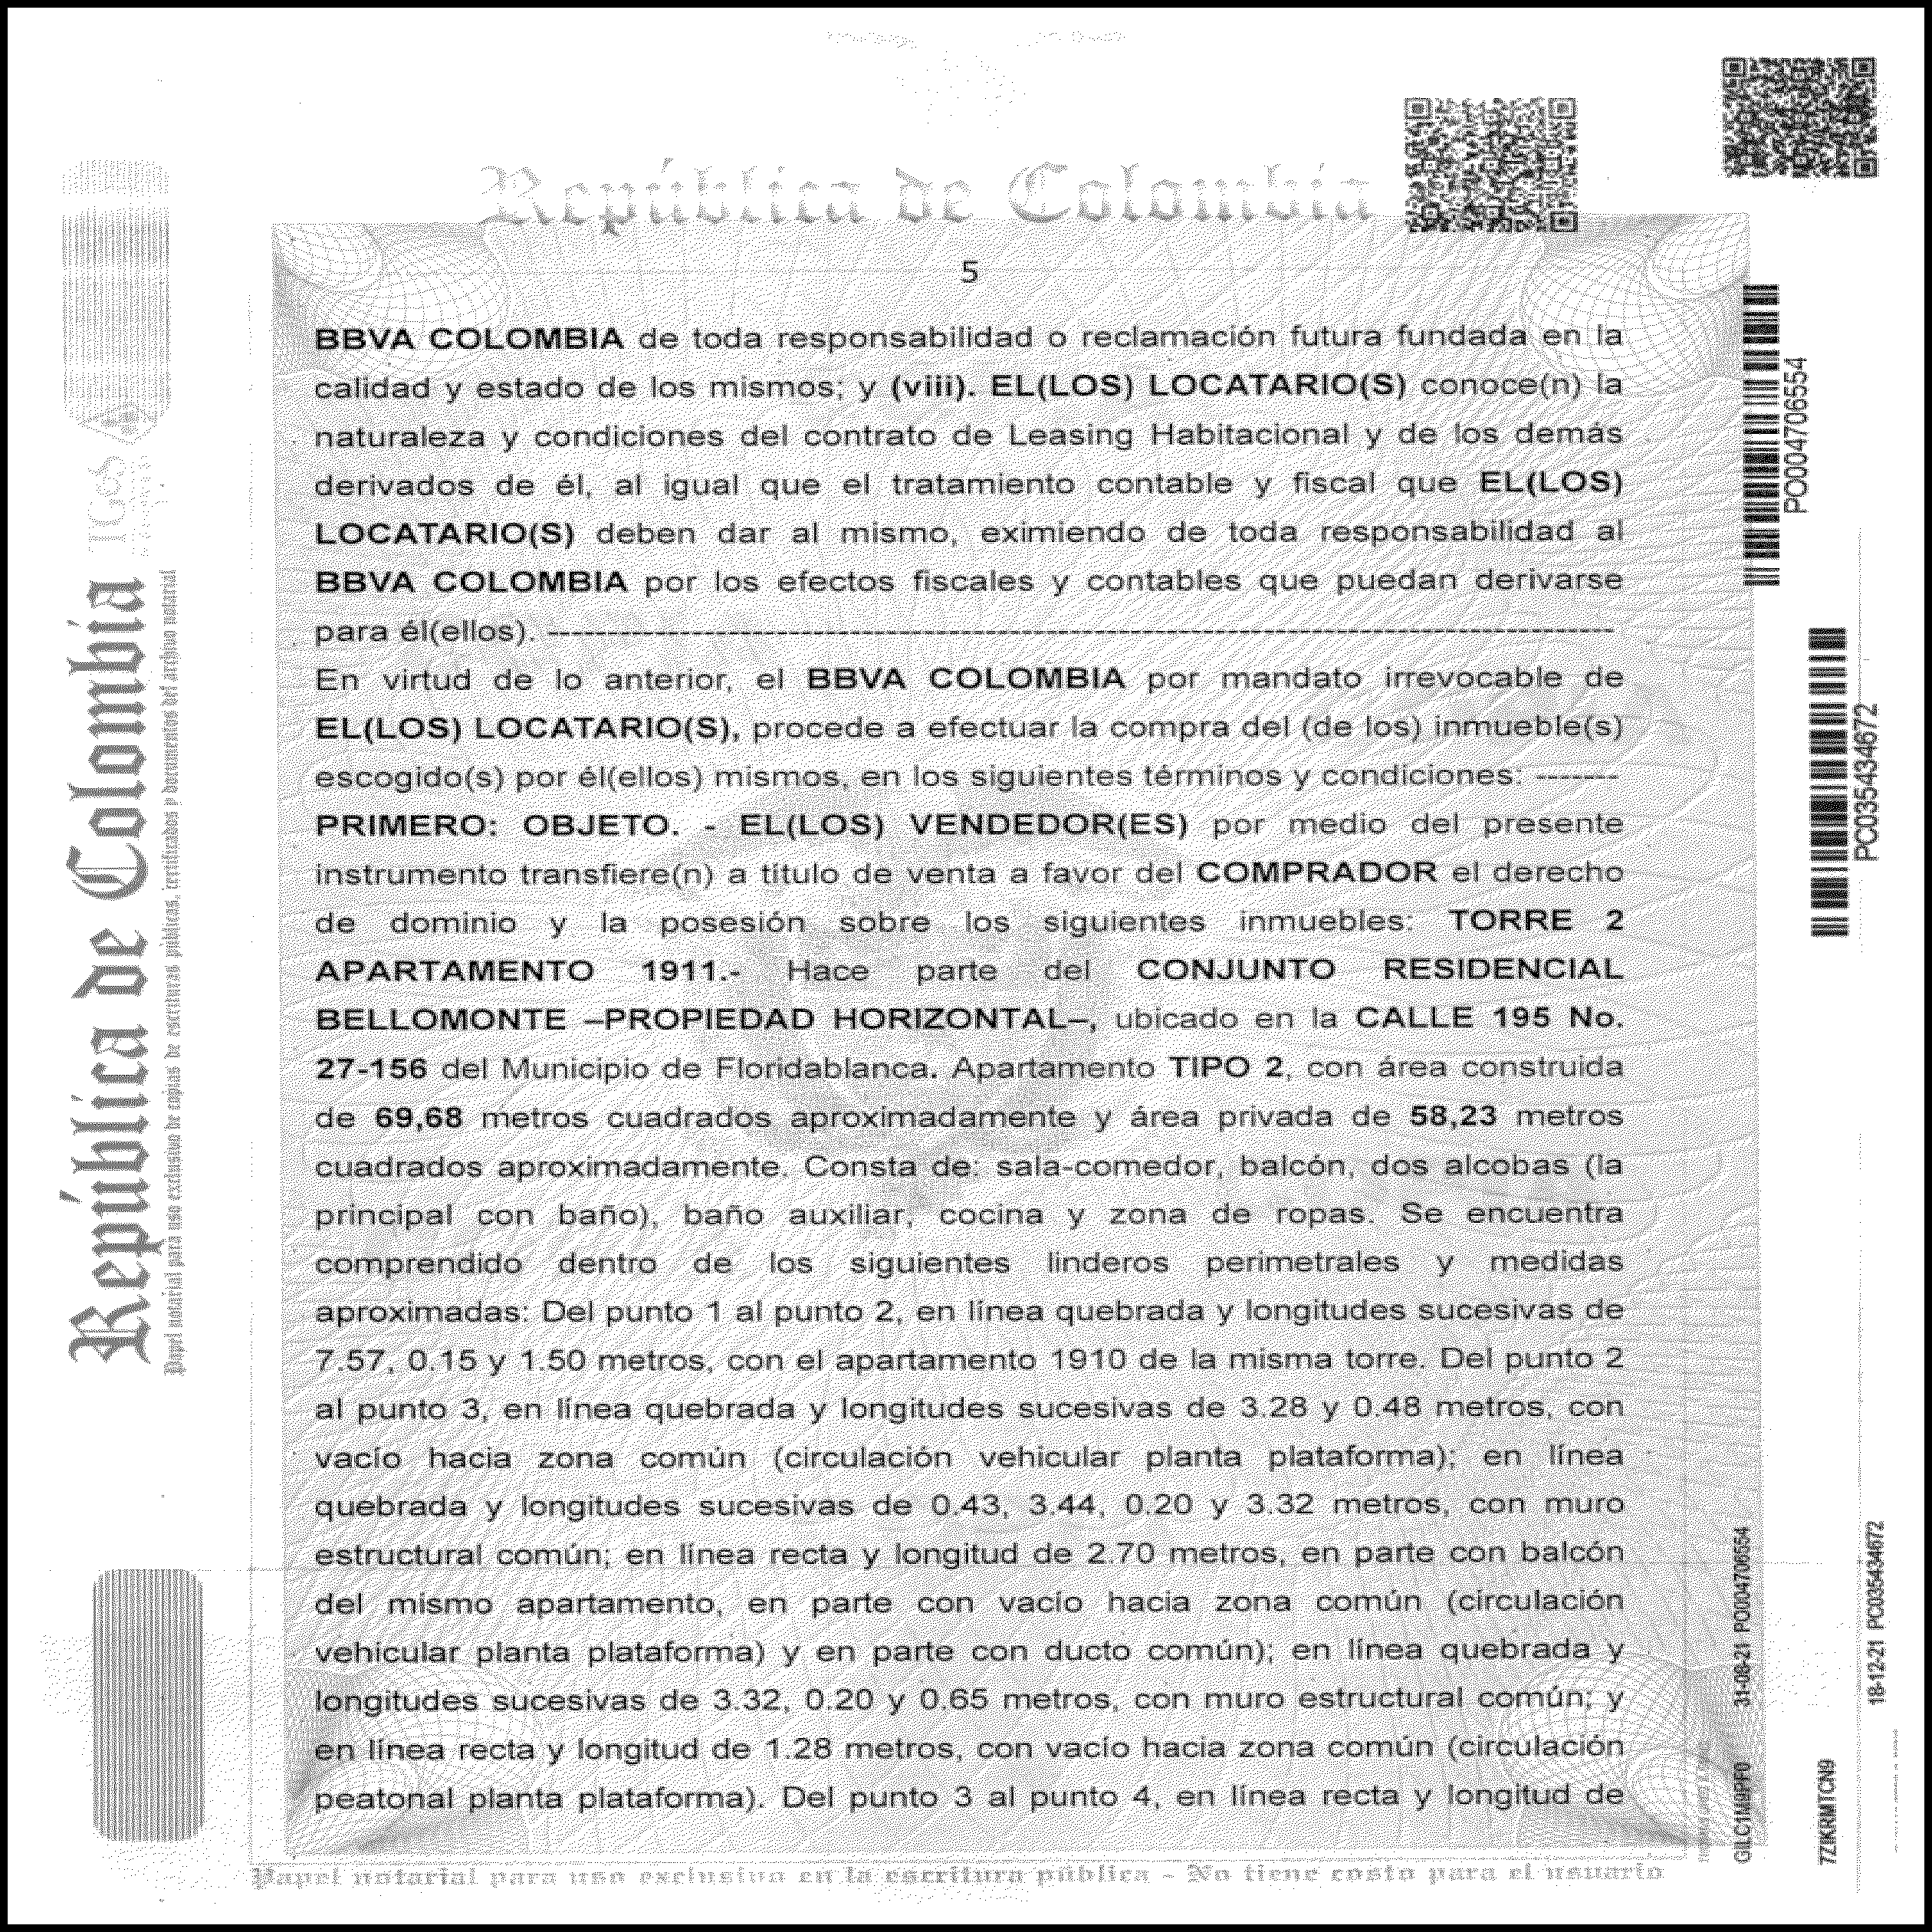 República de Colombia
5
BBVA COLOMBIA de toda responsabilidad o reclamación futura fundada en la
calidad y estado de los mismos; y (viii). EL(LOS) LOCATARIO(S) conoce(n) la
naturaleza y condiciones del contrato de Leasing Habitacional y de los demás
derivados de él, al igual que el tratamiento contable y fiscal que EL(LOS)
LOCATARIO(S) deben dar al mismo, eximiendo de toda responsabilidad al
BBVA COLOMBIA por los efectos fiscales y contables que puedan derivarse
para él(ellos). ---------------------------------------------------------------------------------------
En virtud de lo anterior, el BBVA COLOMBIA por mandato irrevocable de
EL(LOS) LOCATARIO(S), procede a efectuar la compra del (de los) inmueble(s)
escogido(s) por él(ellos) mismos, en los siguientes términos y condiciones: -------
PRIMERO: OBJETO. - EL(LOS) VENDEDOR(ES) por medio del presente
instrumento transfiere(n) a título de venta a favor del COMPRADOR el derecho
de dominio y la posesión sobre los siguientes inmuebles: TORRE 2
APARTAMENTO 1911.- Hace parte del CONJUNTO RESIDENCIAL
BELLOMONTE –PROPIEDAD HORIZONTAL–, ubicado en la CALLE 195 No.
27-156 del Municipio de Floridablanca. Apartamento TIPO 2, con área construida
de 69,68 metros cuadrados aproximadamente y área privada de 58,23 metros
cuadrados aproximadamente. Consta de: sala-comedor, balcón, dos alcobas (la
principal con baño), baño auxiliar, cocina y zona de ropas. Se encuentra
comprendido dentro de los siguientes linderos perimetrales y medidas
aproximadas: Del punto 1 al punto 2, en línea quebrada y longitudes sucesivas de
7.57, 0.15 y 1.50 metros, con el apartamento 1910 de la misma torre. Del punto 2
al punto 3, en línea quebrada y longitudes sucesivas de 3.28 y 0.48 metros, con
vacío hacia zona común (circulación vehicular planta plataforma); en línea
quebrada y longitudes sucesivas de 0.43, 3.44, 0.20 y 3.32 metros, con muro
estructural común; en línea recta y longitud de 2.70 metros, en parte con balcón
del mismo apartamento, en parte con vacío hacia zona común (circulación
vehicular planta plataforma) y en parte con ducto común); en línea quebrada y
longitudes sucesivas de 3.32, 0.20 y 0.65 metros, con muro estructural común; y
en línea recta y longitud de 1.28 metros, con vacío hacia zona común (circulación
peatonal planta plataforma). Del punto 3 al punto 4, en línea recta y longitud de
Papel notarial para uso exclusivo en la escritura pública - No tiene costo para el usuario
República de Colombia
Papel notarial para uso exclusivo de copias de escrituras públicas, certificados y documentos del archivo notarial
PO004706554
PC035434672
GILC1M9PF0 31-08-21 PO004706554
7ZIKRMTCN9
18-12-21 PC035434672